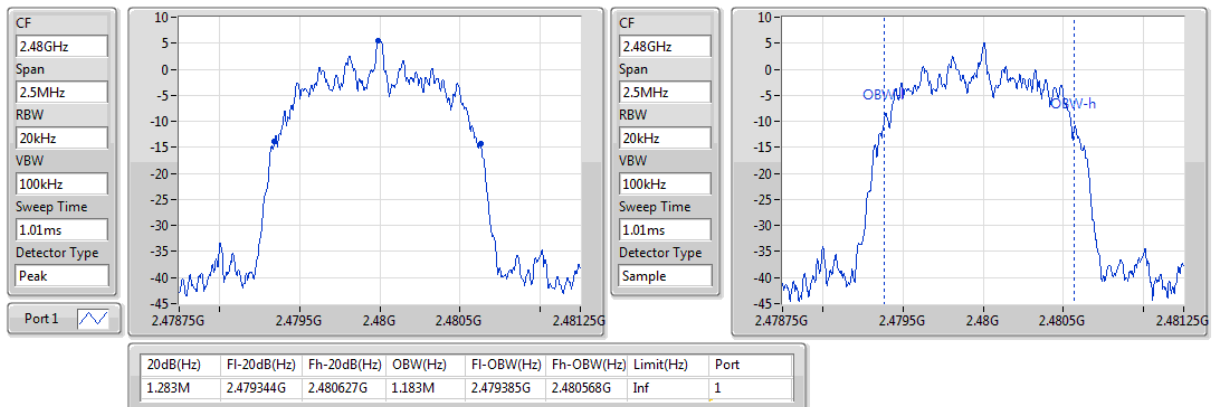 CF
2.48GHz
Span
2.5MHz
RBW
20kHz
VBW
100kHz
Sweep Time
1.01ms
Detector Type
Peak
Port 1
10
5
0
-5
-10
-15
-20
-25
-30
-35
-40
-45
2.47875G 2.4795G 2.48G 2.4805G 2.48125G
CF
2.48GHz
Span
2.5MHz
RBW
20kHz
VBW
100kHz
Sweep Time
1.01ms
Detector Type
Sample
10
5
0
-5
-10
-15
-20
-25
-30
-35
-40
-45
OBW-h
2.47875G 2.4795G 2.48G 2.4805G 2.48125G
20dB(Hz) Fl-20dB(Hz) Fh-20dB(Hz) OBW(Hz) Fl-OBW(Hz) Fh-OBW(Hz) Limit(Hz) Port
1.283M 2.479344G 2.480627G 1.183M 2.479385G 2.480568G Inf 1